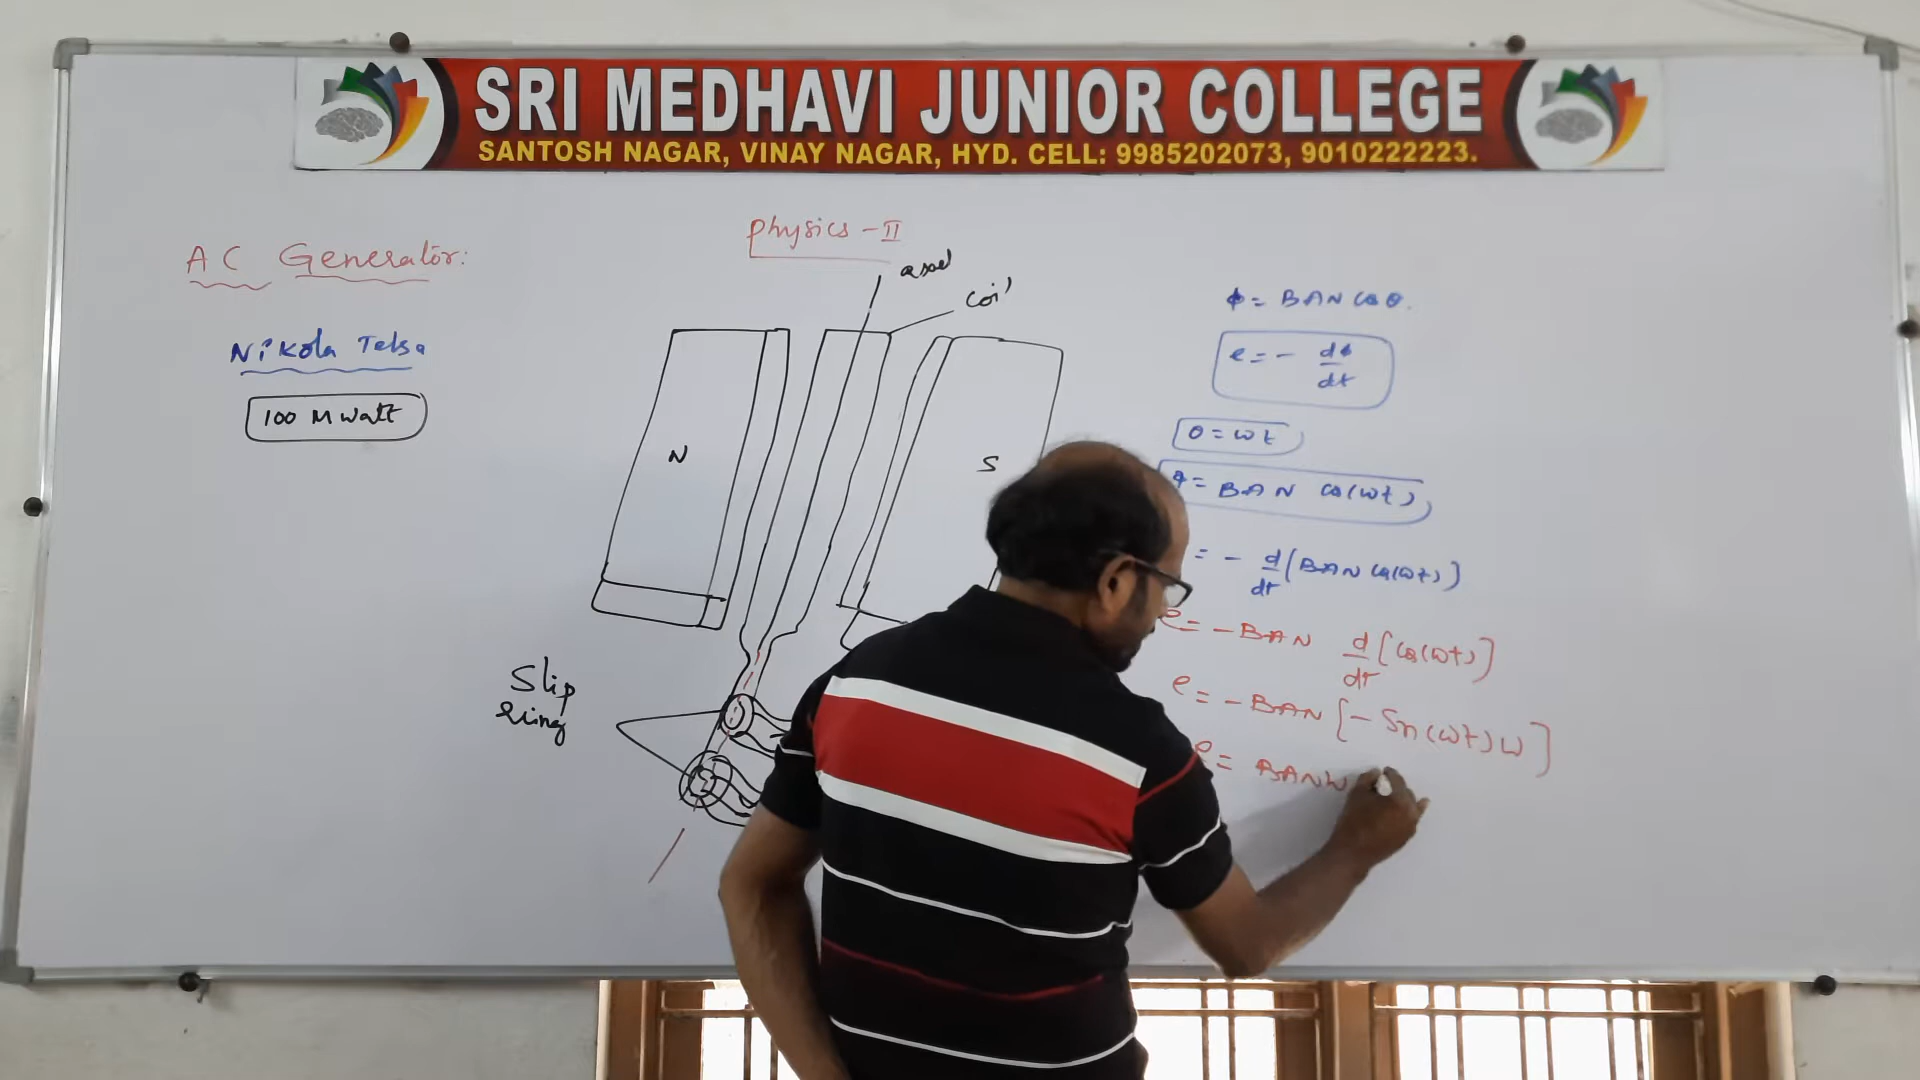 SRI MEDHAVI JUNIOR COLLEGE
SANTOSH NAGAR, VINAY NAGAR, HYD. CELL: 9985202073, 9010222223.
Physics - II
AC Generator:
Nikola Telsa
100 M watt
axel
coil
N
S
Slip
ring
ϕ = BAN cos θ.
e = - dϕ/dt
θ = ωt
ϕ = BAN cos(ωt)
= - d/dt (BAN cos(ωt))
e = - BAN d/dt [cos(ωt)]
e = - BAN [- Sin(ωt) ω]
e = BANω